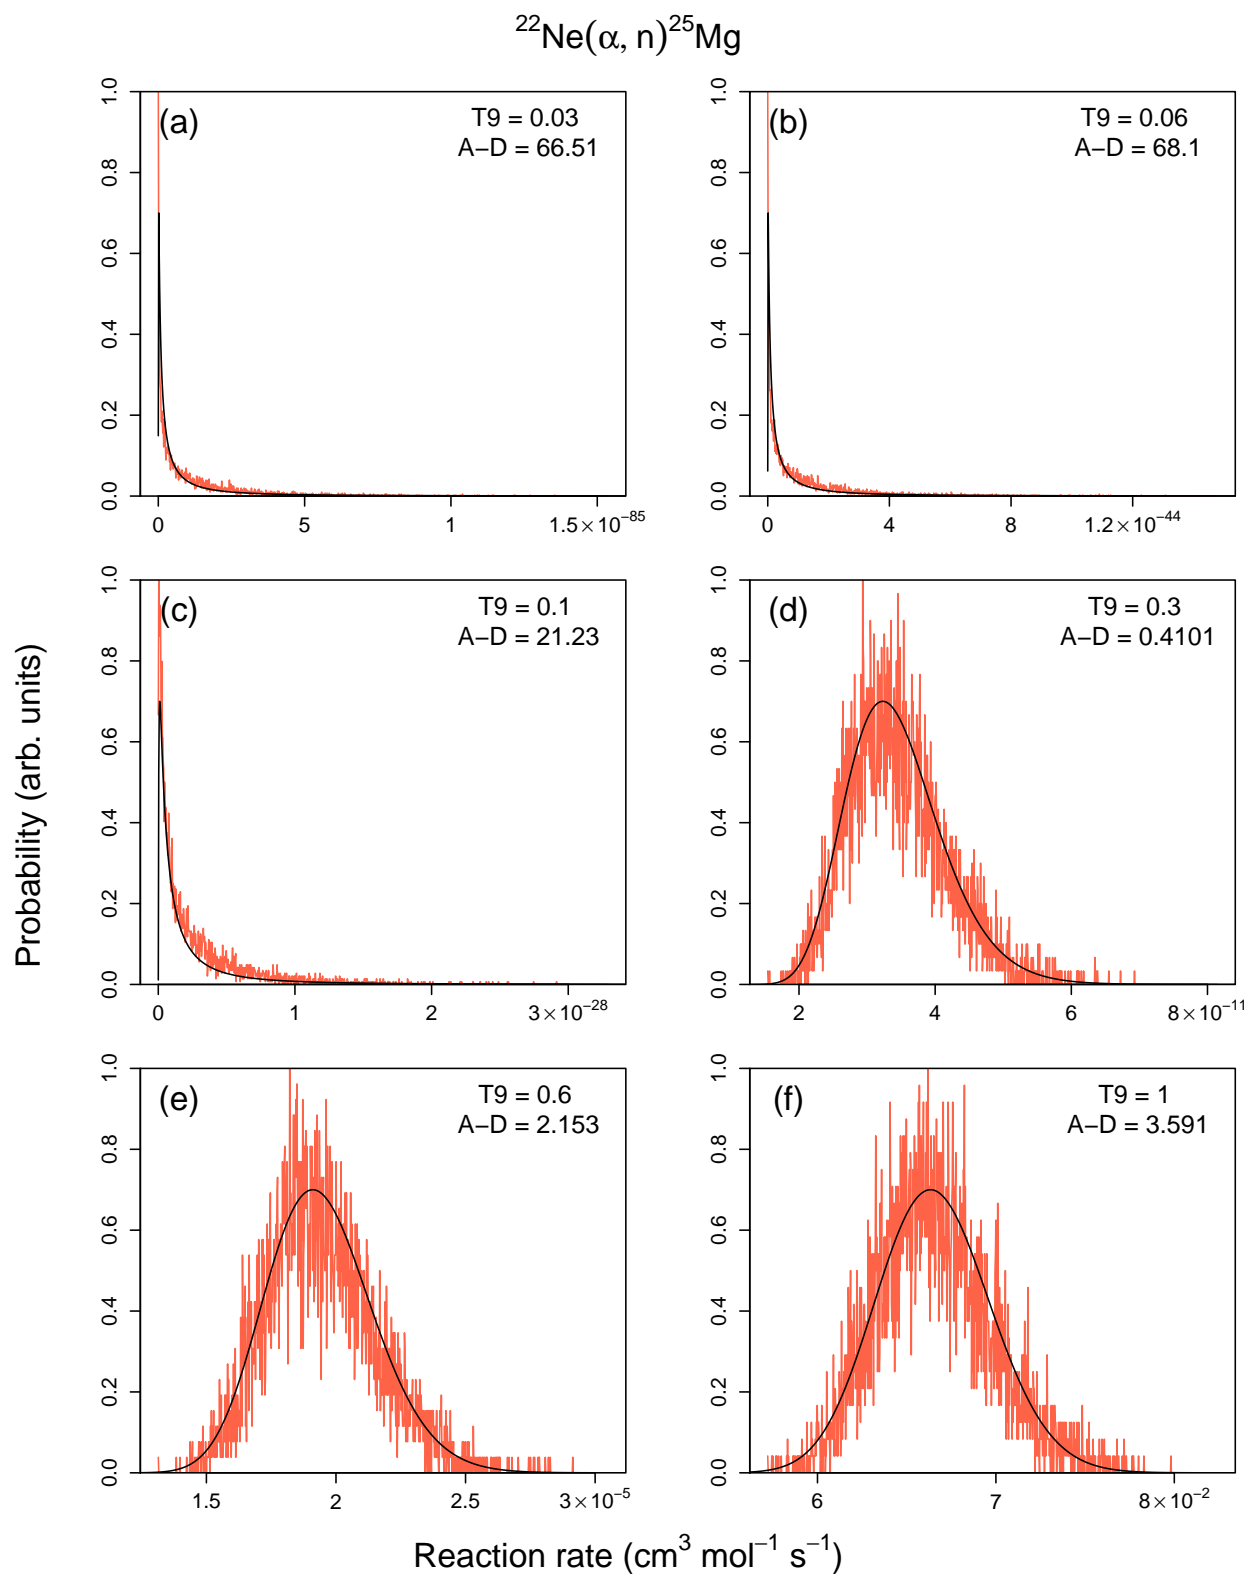 ²²Ne(α, n)²⁵Mg
(a)
T9 = 0.03
A−D = 66.51
0.0 0.2 0.4 0.6 0.8 1.0
0 5 1 1.5×10⁻⁸⁵
(b)
T9 = 0.06
A−D = 68.1
0.0 0.2 0.4 0.6 0.8 1.0
0 4 8 1.2×10⁻⁴⁴
(c)
T9 = 0.1
A−D = 21.23
0.0 0.2 0.4 0.6 0.8 1.0
0 1 2 3×10⁻²⁸
(d)
T9 = 0.3
A−D = 0.4101
0.0 0.2 0.4 0.6 0.8 1.0
2 4 6 8×10⁻¹¹
(e)
T9 = 0.6
A−D = 2.153
0.0 0.2 0.4 0.6 0.8 1.0
1.5 2 2.5 3×10⁻⁵
(f)
T9 = 1
A−D = 3.591
0.0 0.2 0.4 0.6 0.8 1.0
6 7 8×10⁻²
Probability (arb. units)
Reaction rate (cm³ mol⁻¹ s⁻¹)